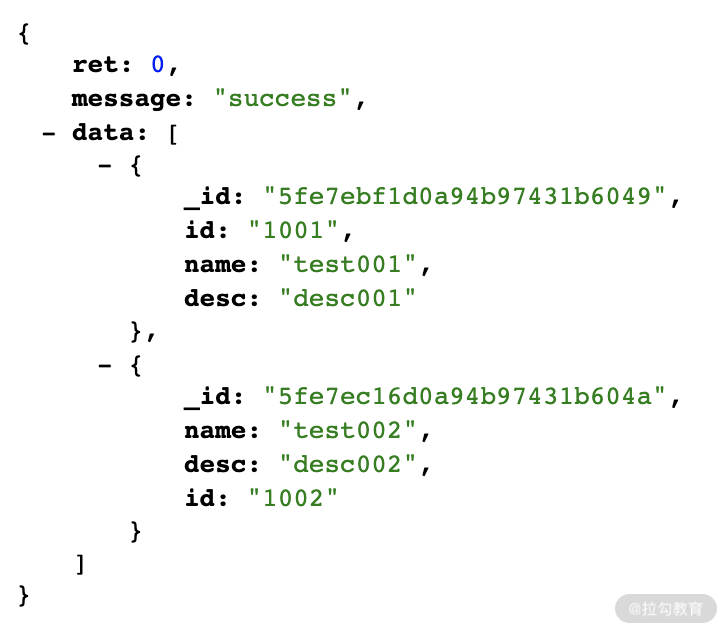 {
ret: 0,
message: "success",
- data: [
- {
_id: "5fe7ebf1d0a94b97431b6049",
id: "1001",
name: "test001",
desc: "desc001"
},
- {
_id: "5fe7ec16d0a94b97431b604a",
name: "test002",
desc: "desc002",
id: "1002"
}
]
}
@拉勾教育